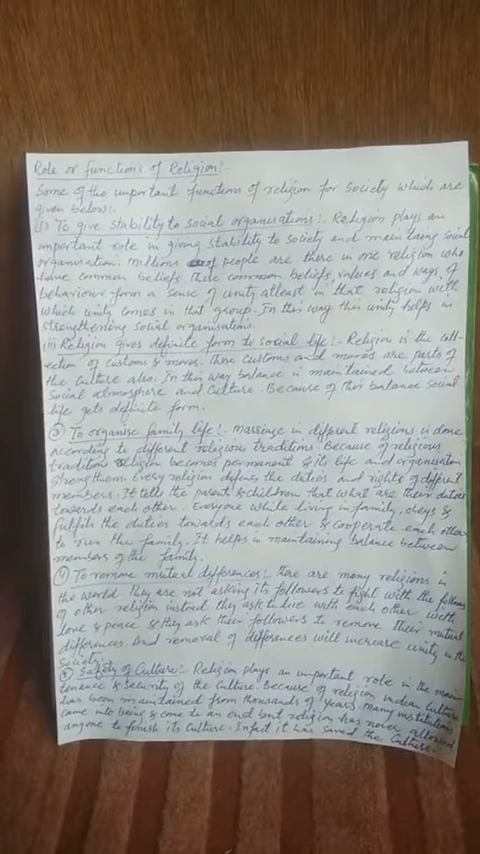 Role or functions of Religion:-
Some of the important functions of religion for Society which are
given below:-
(i) To give stability to social organisations:- Religion plays an
important role in giving stability to society and maintaing social
organisation. Millions of people are there in one religion who
have common beliefs. These common beliefs, values and ways of
behaviour form a sense of unity atleast in that religion with
which unity comes in that group. In this way this unity helps in
strengthening social organisations.
(ii) Religion gives definite form to social life:- Religion is the coll-
ection of customs & mores. These customs and mores are parts of
the culture also. In this way balance is maintained between
Social atmosphere and culture. Because of this balance social
life gets definite form.
(3) To organise family life:- Marriage in different religions is done
according to different religious traditions. Because of religious
traditions religion becomes permanent & its life and organisation
strengthens. Every religion defines the duties and rights of different
members. It tells the parent & children that what are their duties
towards each other. Everyone while living in family, obeys &
fulfils the duties towards each other & cooperate each other
to run the family. It helps in maintaining balance between
members of the family.
(4) To remove mutual differences:- There are many religions in
the world. They are not asking its followers to fight with the follows
of other religion instead they ask to live with each other with
love & peace & they ask their followers to remove their mutual
differences. And removal of differences will increase unity in the
Society.
(5) Safety of Culture:- Religion plays an important role in the main
tenance & security of the culture. Because of religion Indian Culture
has been maintained from thousands of years. Many institutions
came into being & come to an end but religion has never allowed
anyone to finish its culture. Infact it has saved the culture.